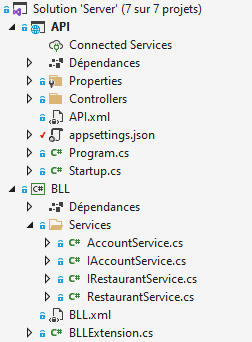 Solution 'Server' (7 sur 7 projets)
API
Connected Services
Dépendances
Properties
Controllers
API.xml
appsettings.json
C# Program.cs
C# Startup.cs
C# BLL
Dépendances
Services
C# AccountService.cs
C# IAccountService.cs
C# IRestaurantService.cs
C# RestaurantService.cs
BLL.xml
C# BLLExtension.cs